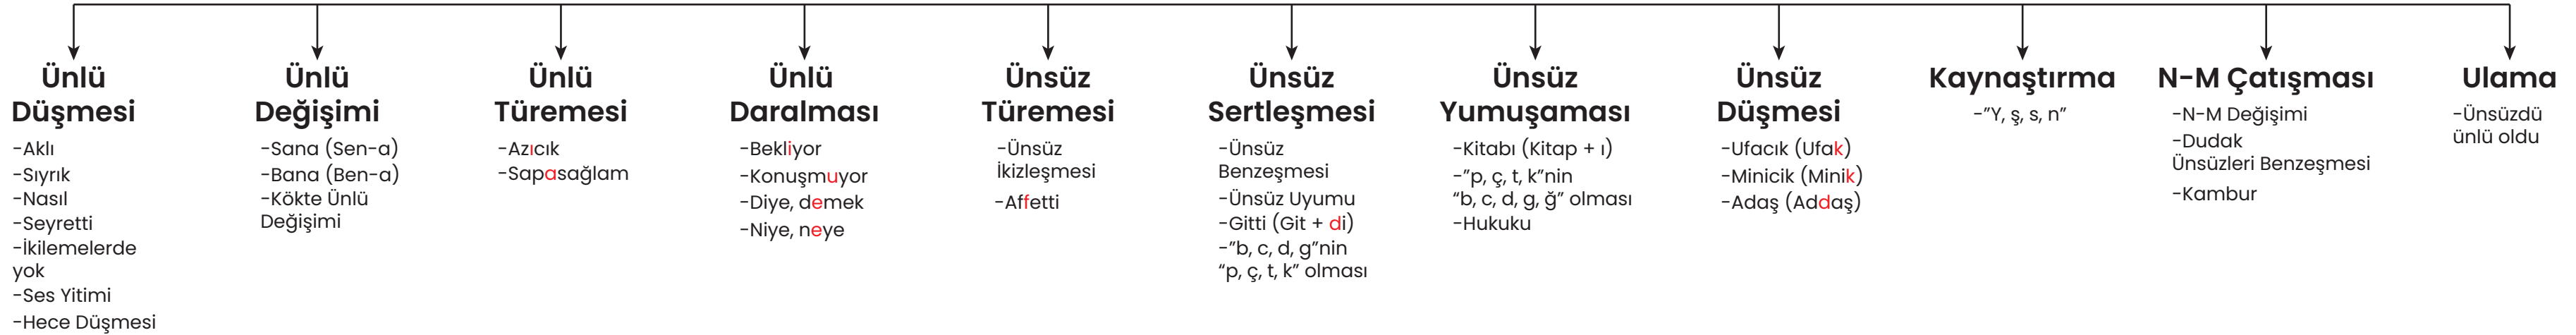 Ünlü
Düşmesi
-Aklı
-Sıyrık
-Nasıl
-Seyretti
-İkilemelerde
yok
-Ses Yitimi
-Hece Düşmesi
Ünlü
Değişimi
-Sana (Sen-a)
-Bana (Ben-a)
-Kökte Ünlü
Değişimi
Ünlü
Türemesi
-Azıcık
-Sapasağlam
Ünlü
Daralması
-Bekliyor
-Konuşmuyor
-Diye, demek
-Niye, neye
Ünsüz
Türemesi
-Ünsüz
İkizleşmesi
-Affetti
Ünsüz
Sertleşmesi
-Ünsüz
Benzeşmesi
-Ünsüz Uyumu
-Gitti (Git + di)
-”b, c, d, g”nin
“p, ç, t, k” olması
Ünsüz
Yumuşaması
-Kitabı (Kitap + ı)
-”p, ç, t, k”nin
“b, c, d, g, ğ” olması
-Hukuku
Ünsüz
Düşmesi
-Ufacık (Ufak)
-Minicik (Minik)
-Adaş (Addaş)
Kaynaştırma
-”Y, ş, s, n”
N-M Çatışması
-N-M Değişimi
-Dudak
Ünsüzleri Benzeşmesi
-Kambur
Ulama
-Ünsüzdü
ünlü oldu